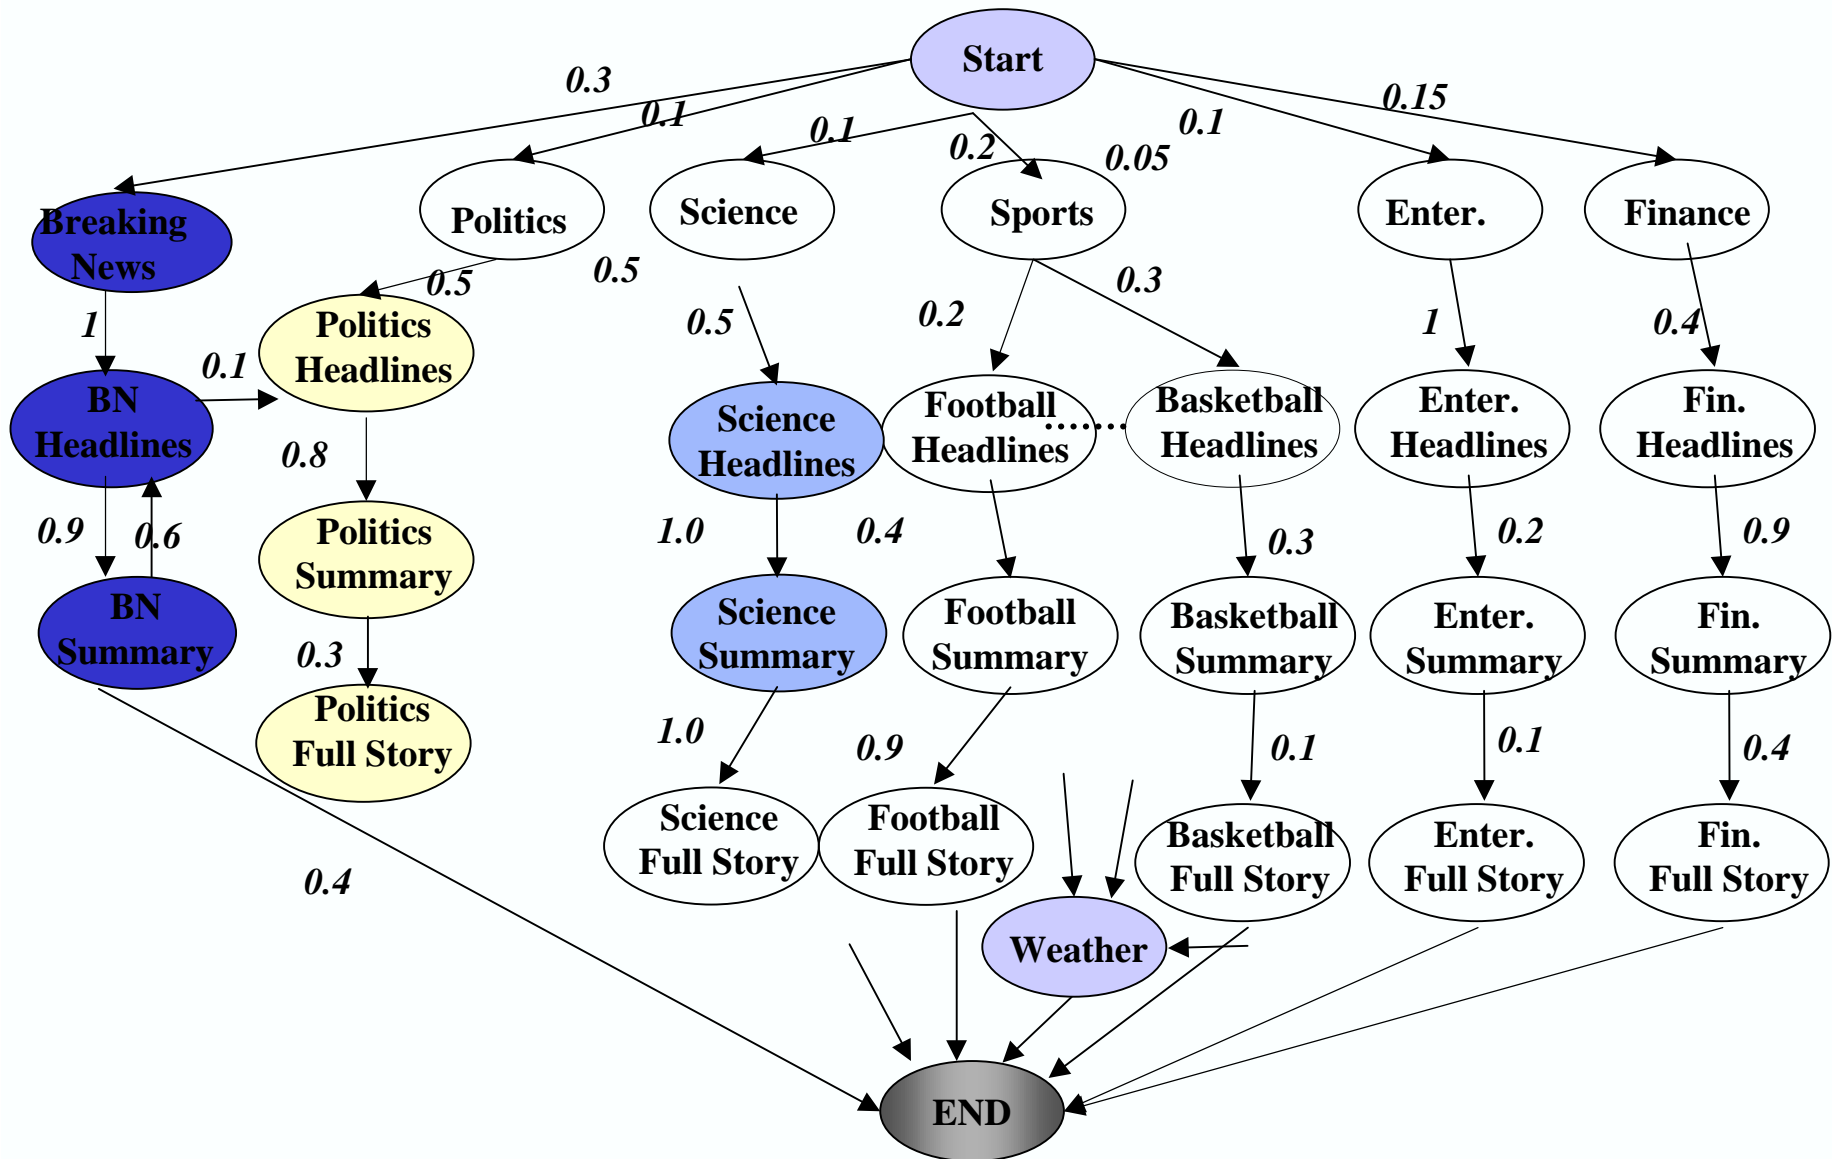 Start
0.3
0.1
0.1
0.2
0.05
0.1
0.15
Breaking
News
Politics
Science
Sports
Enter.
Finance
0.5
0.5
0.3
1
0.1
Politics
Headlines
0.5
0.2
1
0.4
BN
Headlines
Science
Headlines
Football
Headlines
Basketball
Headlines
Enter.
Headlines
Fin.
Headlines
0.8
0.9
0.6
1.0
0.4
0.3
0.2
0.9
Politics
Summary
BN
Summary
Science
Summary
Football
Summary
Basketball
Summary
Enter.
Summary
Fin.
Summary
0.3
Politics
Full Story
1.0
0.9
0.1
0.1
0.4
Science
Full Story
Football
Full Story
Basketball
Full Story
Enter.
Full Story
Fin.
Full Story
0.4
Weather
END